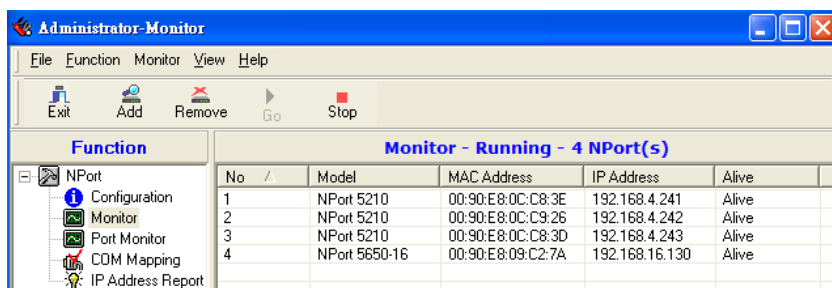 Administrator-Monitor
File Function Monitor View Help
Exit Add Remove Go Stop
Function
Monitor - Running - 4 NPort(s)
NPort
Configuration
Monitor
Port Monitor
COM Mapping
IP Address Report
No Model MAC Address IP Address Alive
1 NPort 5210 00:90:E8:0C:C8:3E 192.168.4.241 Alive
2 NPort 5210 00:90:E8:0C:C9:26 192.168.4.242 Alive
3 NPort 5210 00:90:E8:0C:C8:3D 192.168.4.243 Alive
4 NPort 5650-16 00:90:E8:09:C2:7A 192.168.16.130 Alive